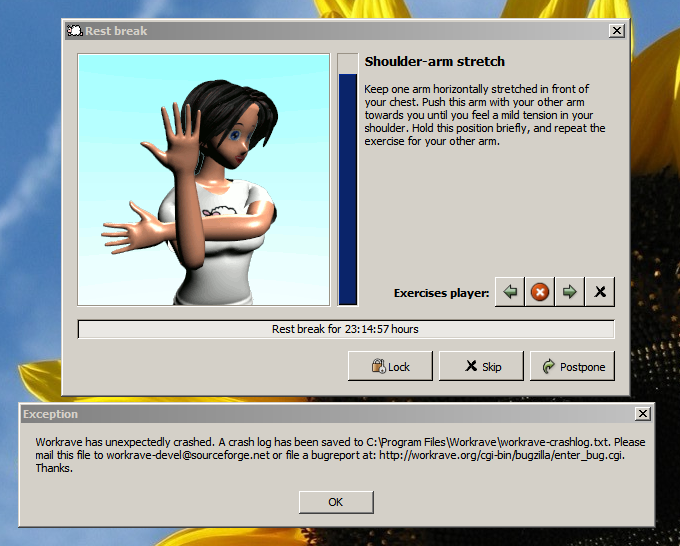 Rest break
Shoulder-arm stretch
Keep one arm horizontally stretched in front of
your chest. Push this arm with your other arm
towards you until you feel a mild tension in your
shoulder. Hold this position briefly, and repeat the
exercise for your other arm.
Exercises player:
Rest break for 23:14:57 hours
Lock
Skip
Postpone
Exception
Workrave has unexpectedly crashed. A crash log has been saved to C:\Program Files\Workrave\workrave-crashlog.txt. Please
mail this file to workrave-devel@sourceforge.net or file a bugreport at: http://workrave.org/cgi-bin/bugzilla/enter_bug.cgi.
Thanks.
OK